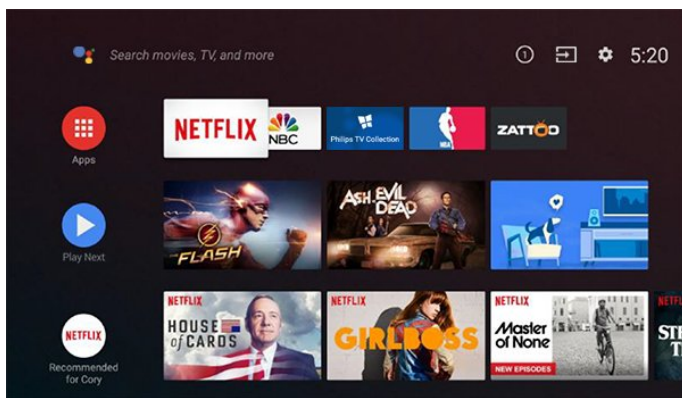 Search movies, TV, and more
1
5:20
Apps
NETFLIX
NBC
Philips TV Collection
NBA
ZATTOO
Play Next
THE FLASH
ASH vs EVIL DEAD
NETFLIX
Recommended for Cory
NETFLIX
HOUSE of CARDS
NETFLIX
GIRLBOSS
NETFLIX
Master of None
NEW EPISODES
NETF